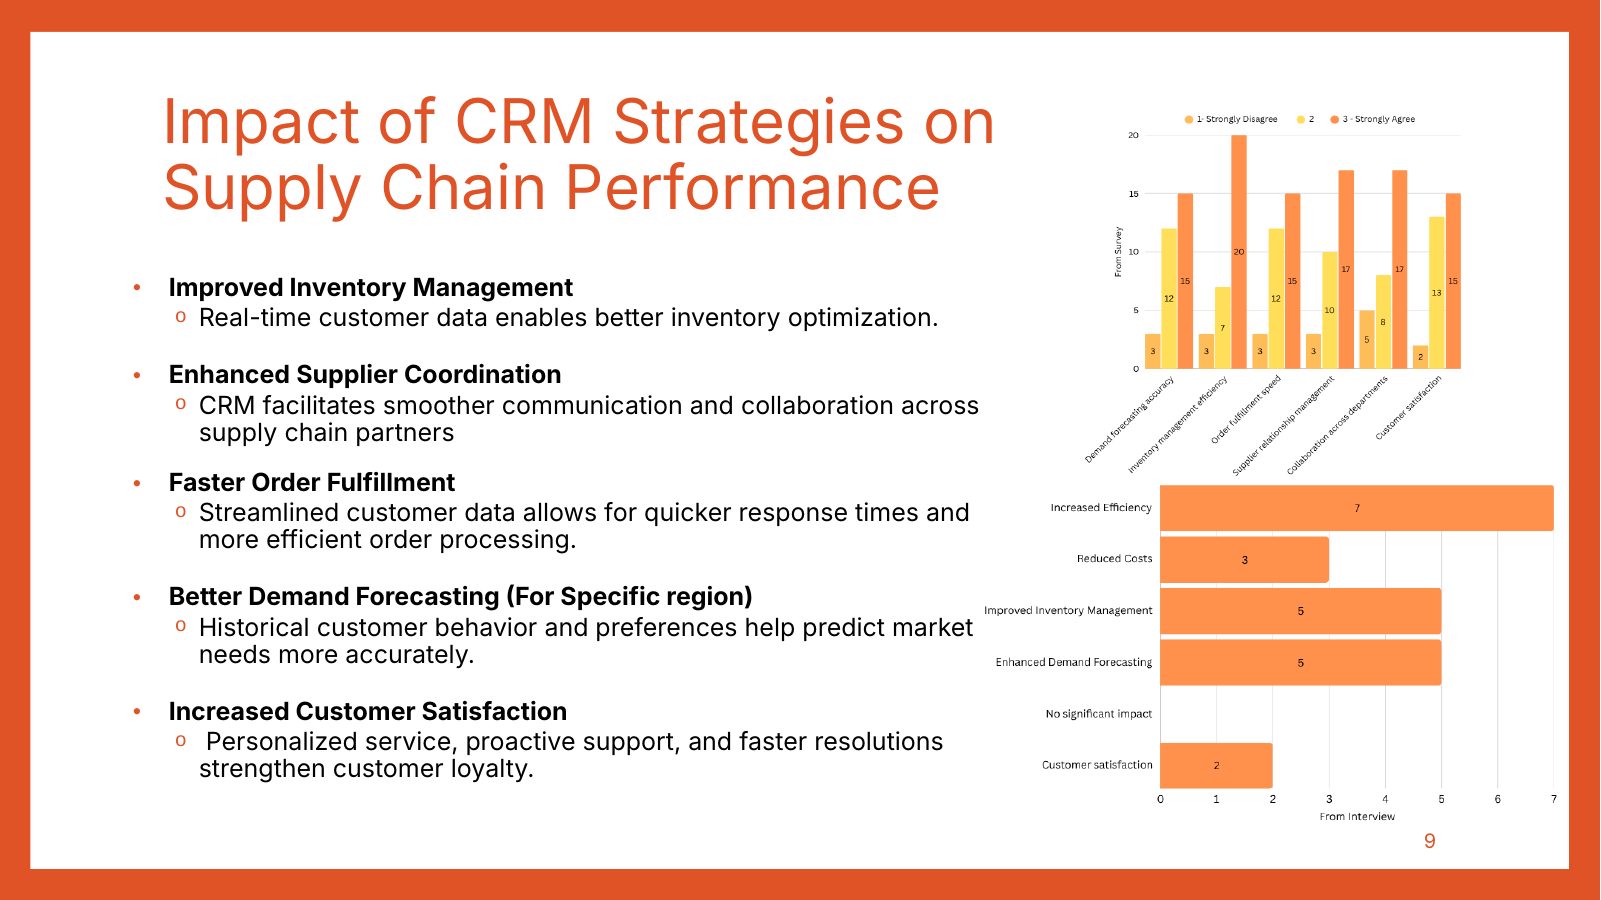 Impact of CRM Strategies on
Supply Chain Performance
• Improved Inventory Management
o Real-time customer data enables better inventory optimization.
• Enhanced Supplier Coordination
o CRM facilitates smoother communication and collaboration across
supply chain partners
• Faster Order Fulfillment
o Streamlined customer data allows for quicker response times and
more efficient order processing.
• Better Demand Forecasting (For Specific region)
o Historical customer behavior and preferences help predict market
needs more accurately.
• Increased Customer Satisfaction
o Personalized service, proactive support, and faster resolutions
strengthen customer loyalty.
1- Strongly Disagree 2 3 - Strongly Agree
From Survey
20
15
10
5
0
3 12 15
3 7 20
3 12 15
3 10 17
5 8 17
2 13 15
Demand forecasting accuracy
Inventory management efficiency
Order fulfillment speed
Supplier relationship management
Collaboration across departments
Customer satisfaction
Increased Efficiency 7
Reduced Costs 3
Improved Inventory Management 5
Enhanced Demand Forecasting 5
No significant impact
Customer satisfaction 2
0 1 2 3 4 5 6 7
From Interview
9